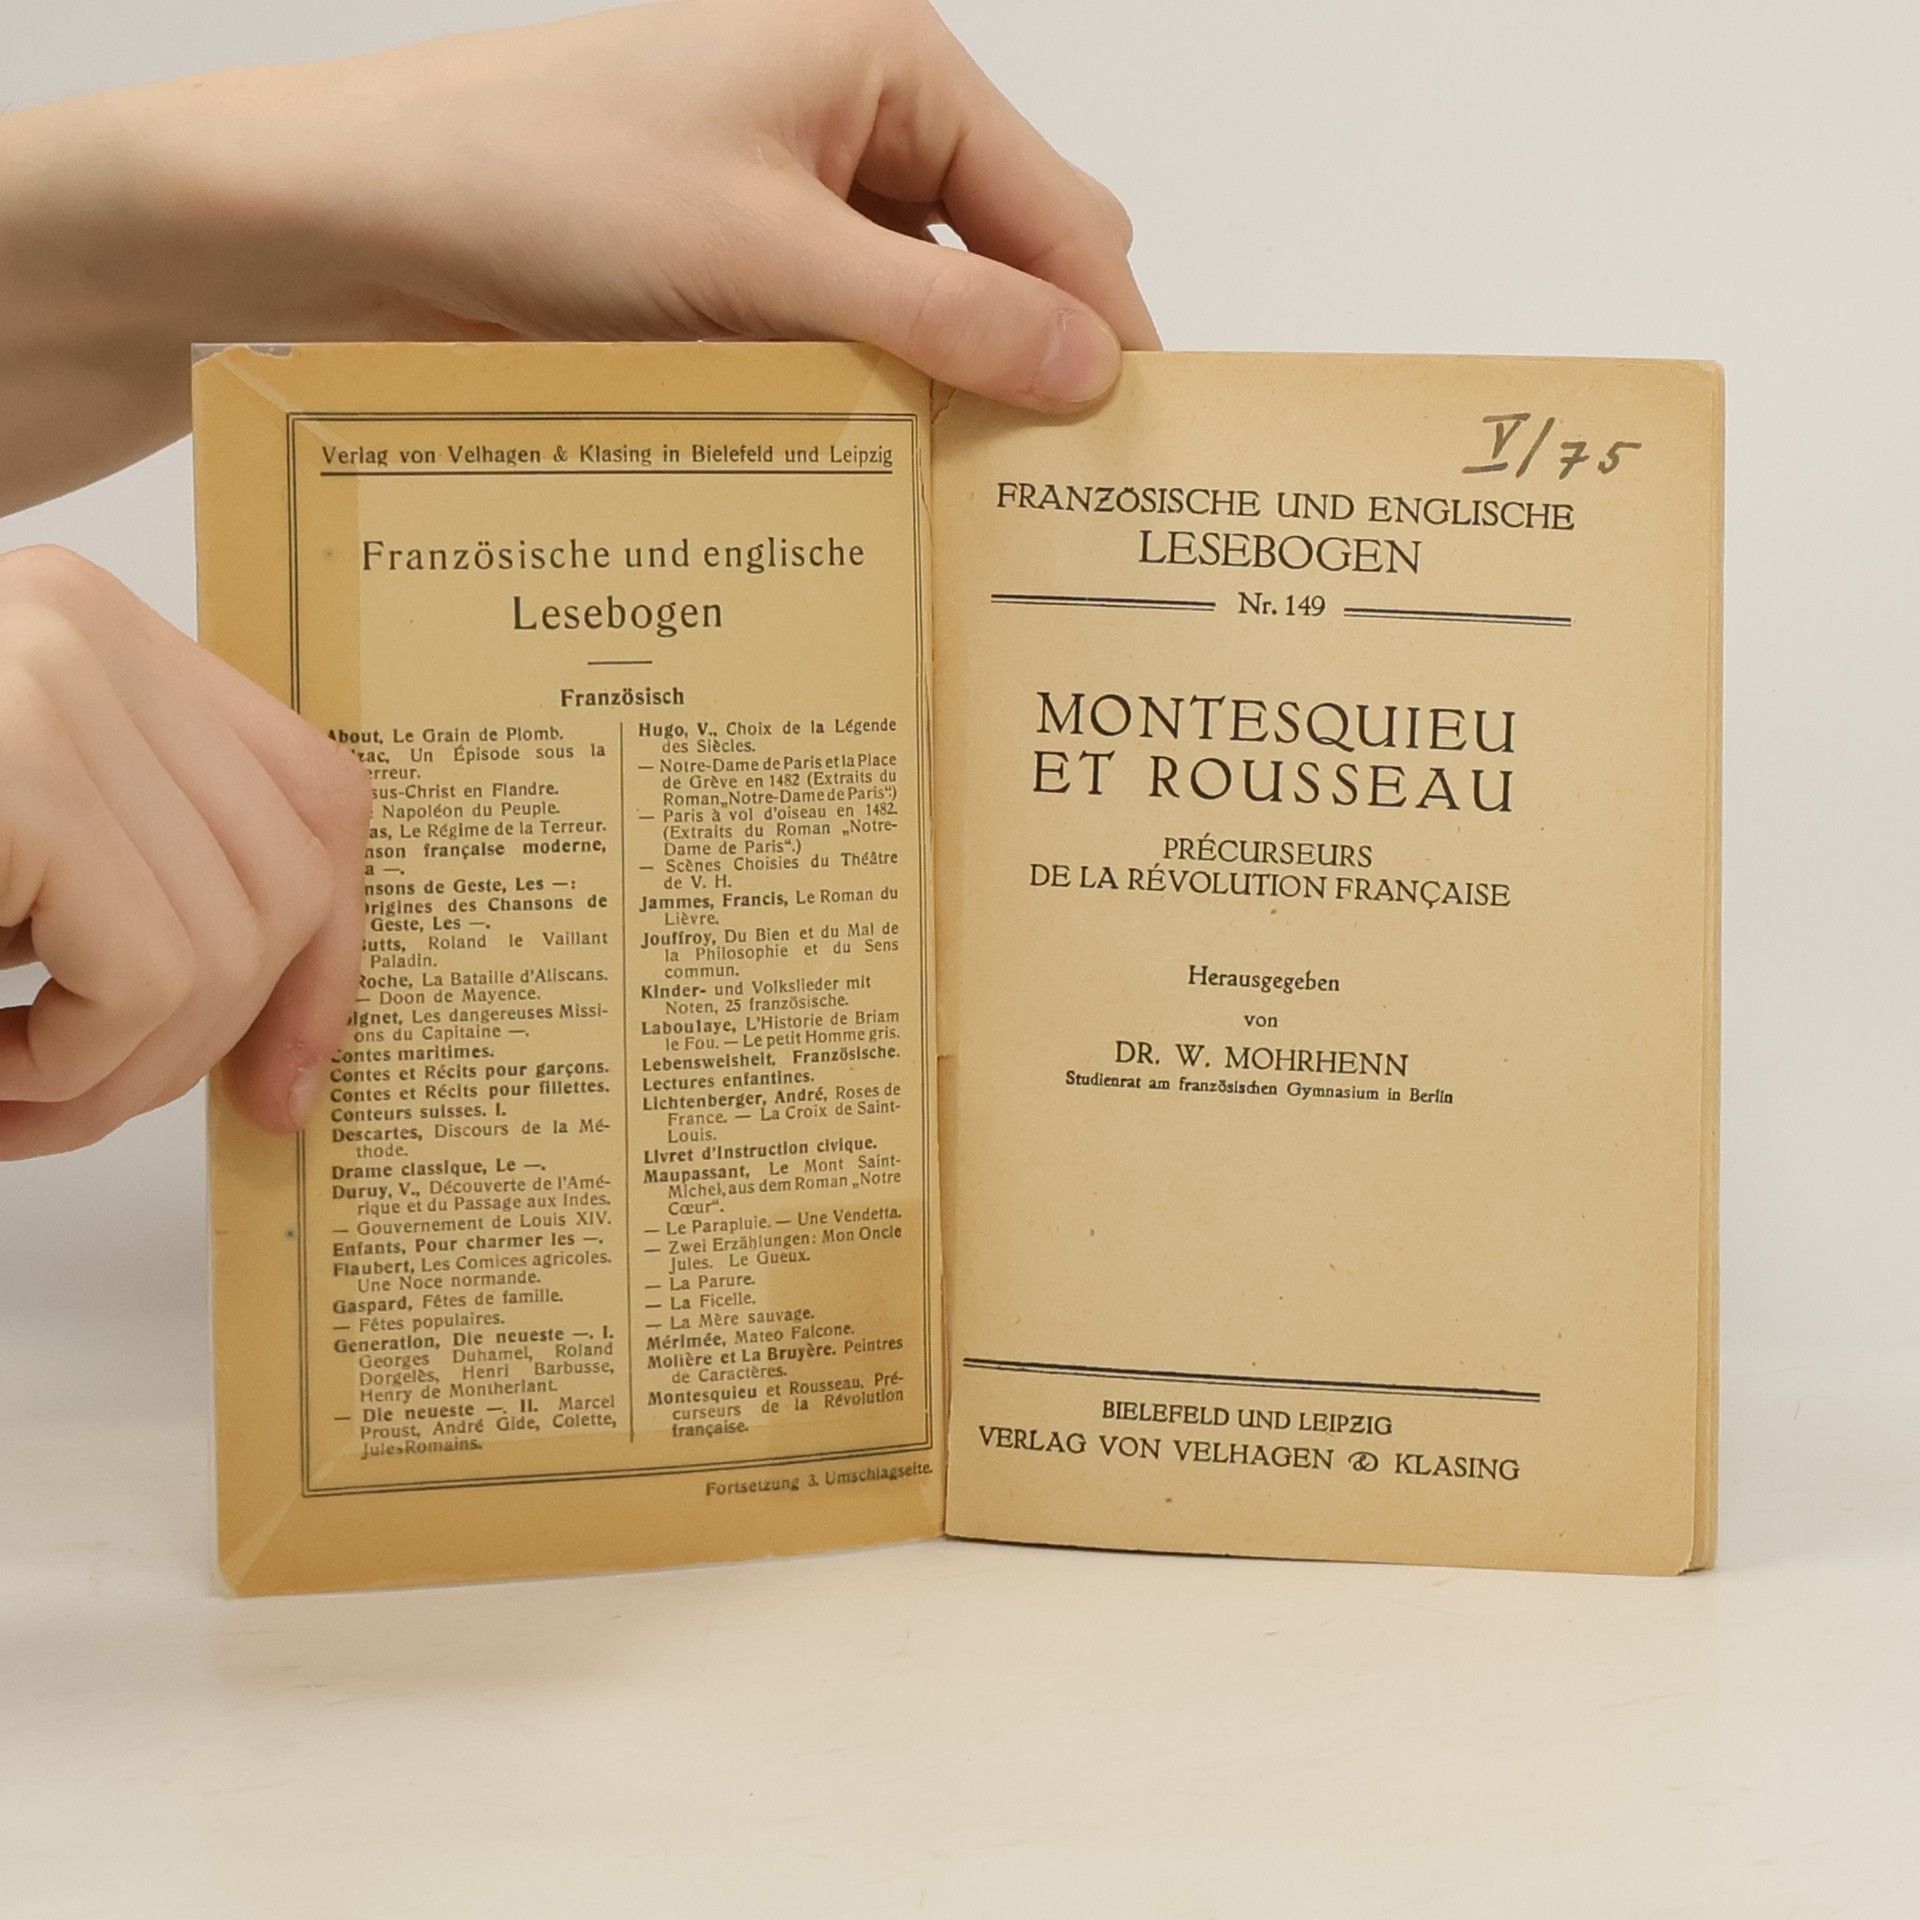 Verlag von Velhagen & Klasing in Bielefeld und Leipzig
Französische und englische
Lesebogen
Französisch
About, Le Grain de Plomb.
Un Épisode sous la
en Flandre.
Napoléon du Peuple.
Le Régime de la Terreur.
française moderne,
—.
de Geste, Les —:
Origines des Chansons de
Geste, Les —.
Roland le Vaillant
Paladin.
Roche, La Bataille d'Aliscans.
— Doon de Mayence.
Les dangereuses Missi-
ons du Capitaine —.
Contes maritimes.
Contes et Récits pour garçons.
Contes et Récits pour fillettes.
Conteurs suisses. I.
Descartes, Discours de la Mé-
thode.
Drame classique, Le —.
Duruy, V., Découverte de l'Amé-
rique et du Passage aux Indes.
— Gouvernement de Louis XIV.
Enfants, Pour charmer les —.
Flaubert, Les Comices agricoles.
Une Noce normande.
Gaspard, Fêtes de famille.
— Fêtes populaires.
Generation, Die neueste —. I.
Georges Duhamel, Roland
Dorgelès, Henri Barbusse,
Henry de Montherlant.
— Die neueste —. II. Marcel
Proust, André Gide, Colette,
Jules Romains.
Hugo, V., Choix de la Légende
des Siècles.
— Notre-Dame de Paris et la Place
de Grève en 1482 (Extraits du
Roman „Notre-Dame de Paris“.)
— Paris à vol d'oiseau en 1482.
(Extraits du Roman „Notre-
Dame de Paris“.)
— Scènes Choisies du Théâtre
de V. H.
Jammes, Francis, Le Roman du
Lièvre.
Jouffroy, Du Bien et du Mal de
la Philosophie et du Sens
commun.
Kinder- und Volkslieder mit
Noten, 25 französische.
Laboulaye, L'Historie de Briam
le Fou. — Le petit Homme gris.
Lebensweisheit, Französische.
Lectures enfantines.
Lichtenberger, André, Roses de
France. — La Croix de Saint-
Louis.
Livret d'Instruction civique.
Maupassant, Le Mont Saint-
Michel, aus dem Roman „Notre
Cœur“.
— Le Parapluie. — Une Vendetta.
— Zwei Erzählungen: Mon Oncle
Jules. Le Gueux.
— La Parure.
— La Ficelle.
— La Mère sauvage.
Mérimée, Mateo Falcone.
Molière et La Bruyère. Peintres
de Caractères.
Montesquieu et Rousseau, Pré-
curseurs de la Révolution
française.
Fortsetzung 3. Umschlagseite.
V/75
FRANZÖSISCHE UND ENGLISCHE
LESEBOGEN
Nr. 149
MONTESQUIEU
ET ROUSSEAU
PRÉCURSEURS
DE LA RÉVOLUTION FRANÇAISE
Herausgegeben
von
DR. W. MOHRHENN
Studienrat am französischen Gymnasium in Berlin
BIELEFELD UND LEIPZIG
VERLAG VON VELHAGEN & KLASING